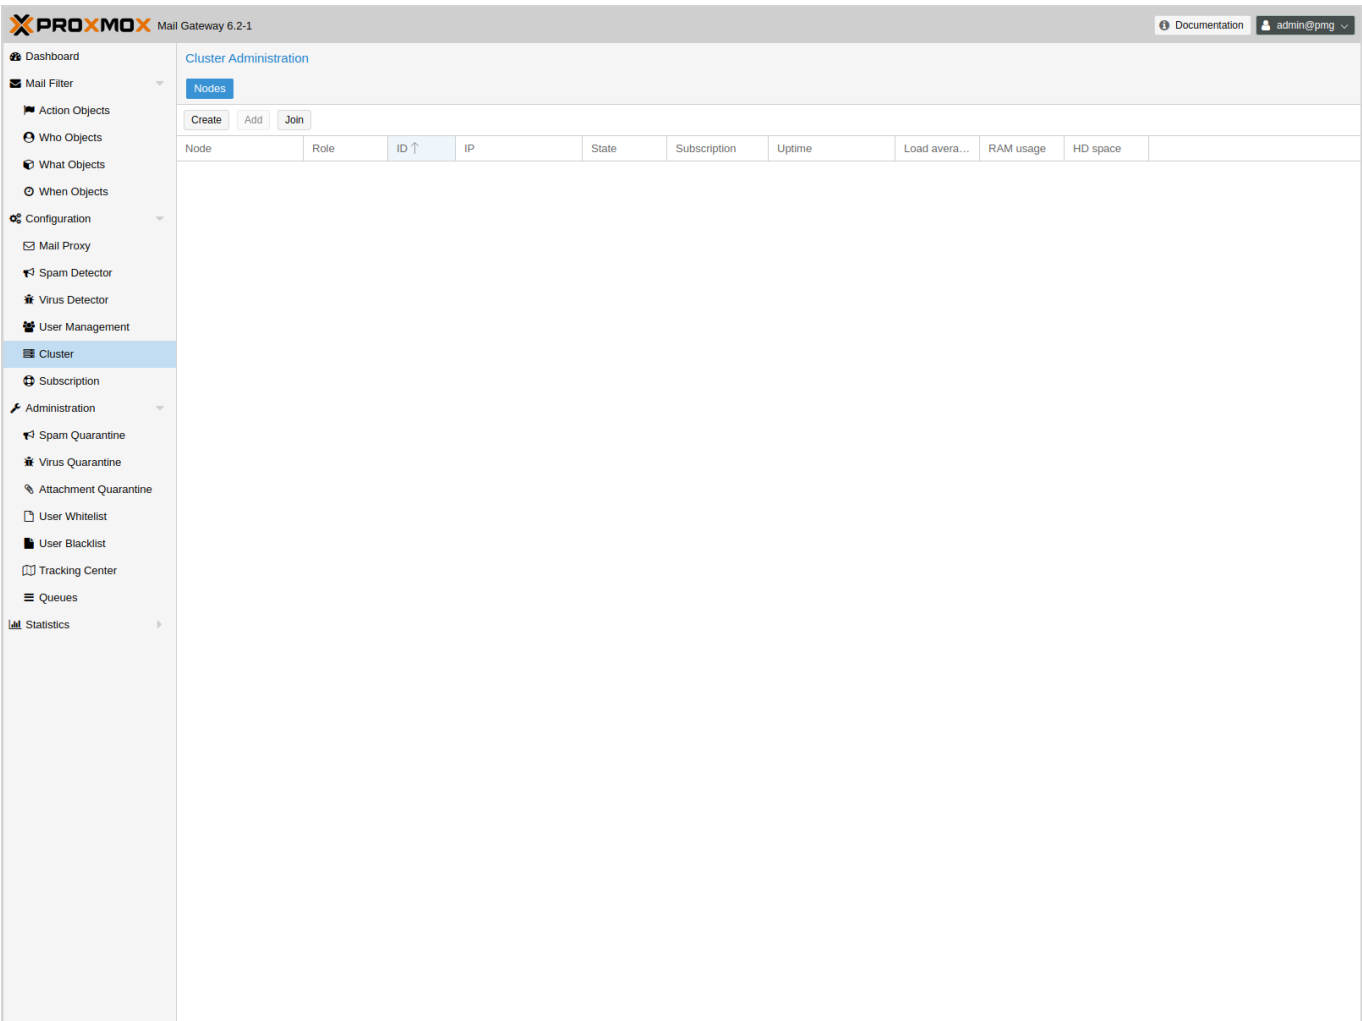 PROXMOX Mail Gateway 6.2-1
Documentation
admin@pmg
Dashboard
Mail Filter
Action Objects
Who Objects
What Objects
When Objects
Configuration
Mail Proxy
Spam Detector
Virus Detector
User Management
Cluster
Subscription
Administration
Spam Quarantine
Virus Quarantine
Attachment Quarantine
User Whitelist
User Blacklist
Tracking Center
Queues
Statistics
Cluster Administration
Nodes
Create Add Join
Node Role ID IP State Subscription Uptime Load avera... RAM usage HD space